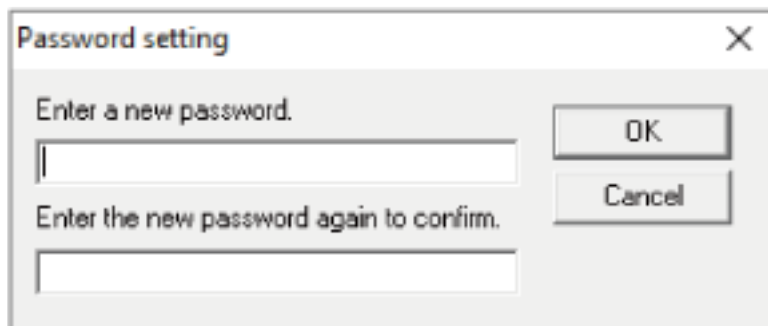 Password setting
Enter a new password.
OK
Cancel
Enter the new password again to confirm.